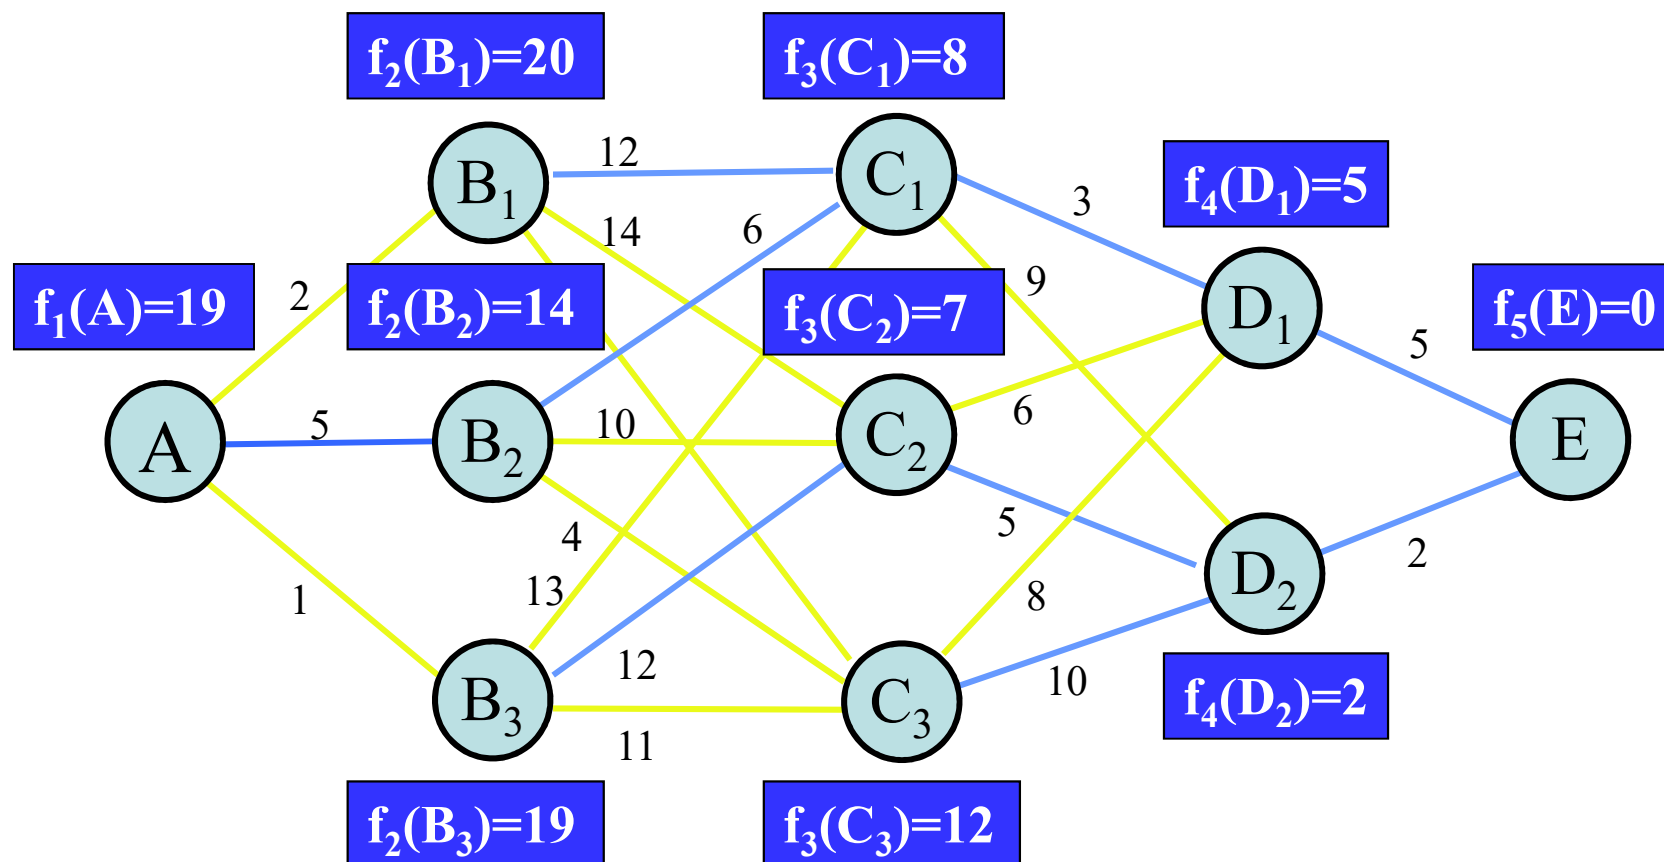 f₂(B₁)=20
f₃(C₁)=8
12
B₁
C₁
f₄(D₁)=5
3
14
6
2
9
f₁(A)=19
f₂(B₂)=14
f₃(C₂)=7
D₁
f₅(E)=0
5
5
10
6
A
B₂
C₂
E
4
5
2
13
8
1
D₂
12
10
B₃
C₃
f₄(D₂)=2
11
f₂(B₃)=19
f₃(C₃)=12